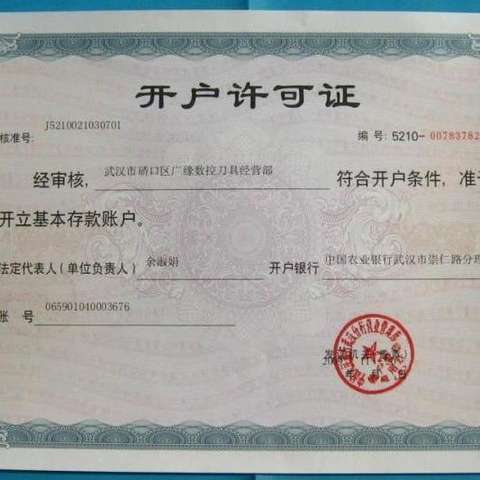 开户许可证
核准号: J5210021030701 编号: 5210-00783782
经审核, 武汉市硚口区广缘数控刀具经营部 符合开户条件, 准予
开立基本存款账户。
法定代表人 (单位负责人) 余淑娟 开户银行 中国农业银行武汉市崇仁路分理
账 号 065901040003676